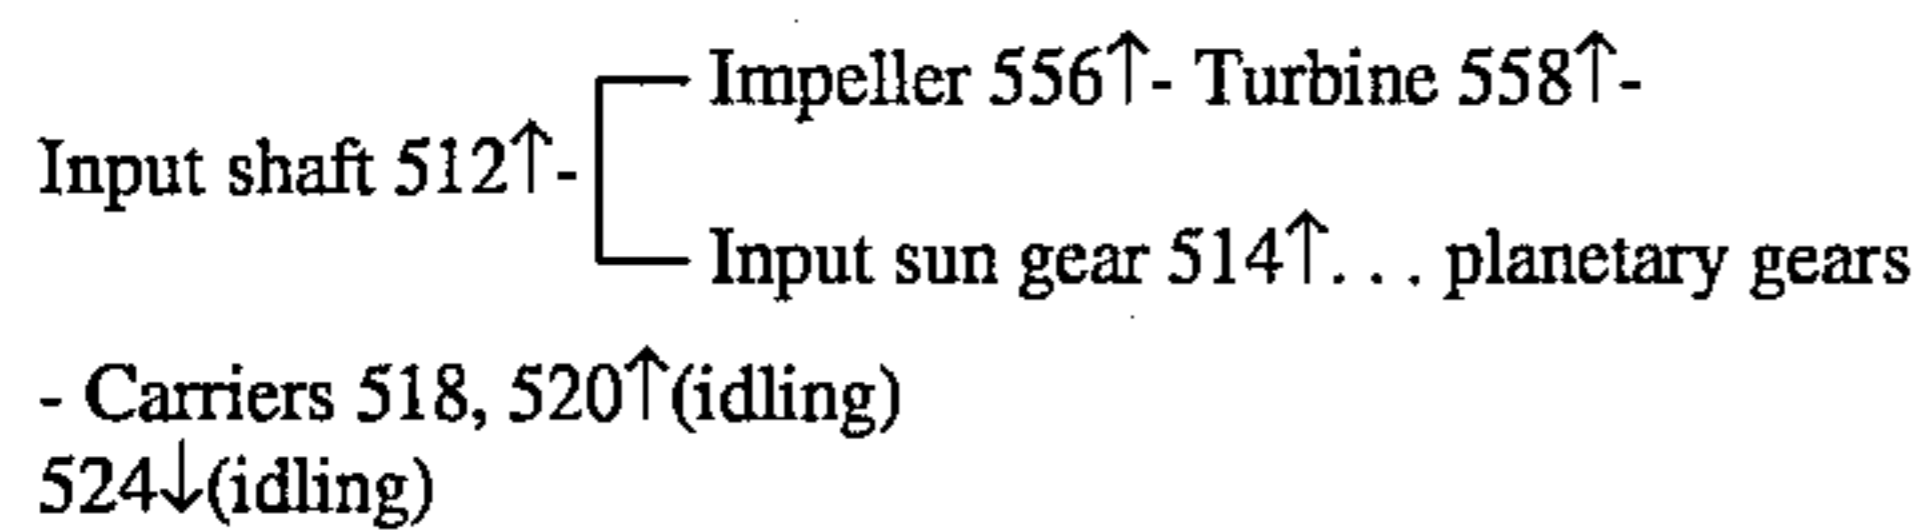 Impeller 556↑- Turbine 558↑-
Input shaft 512↑-
Input sun gear 514↑. . . planetary gears
- Carriers 518, 520↑(idling)
524↓(idling)